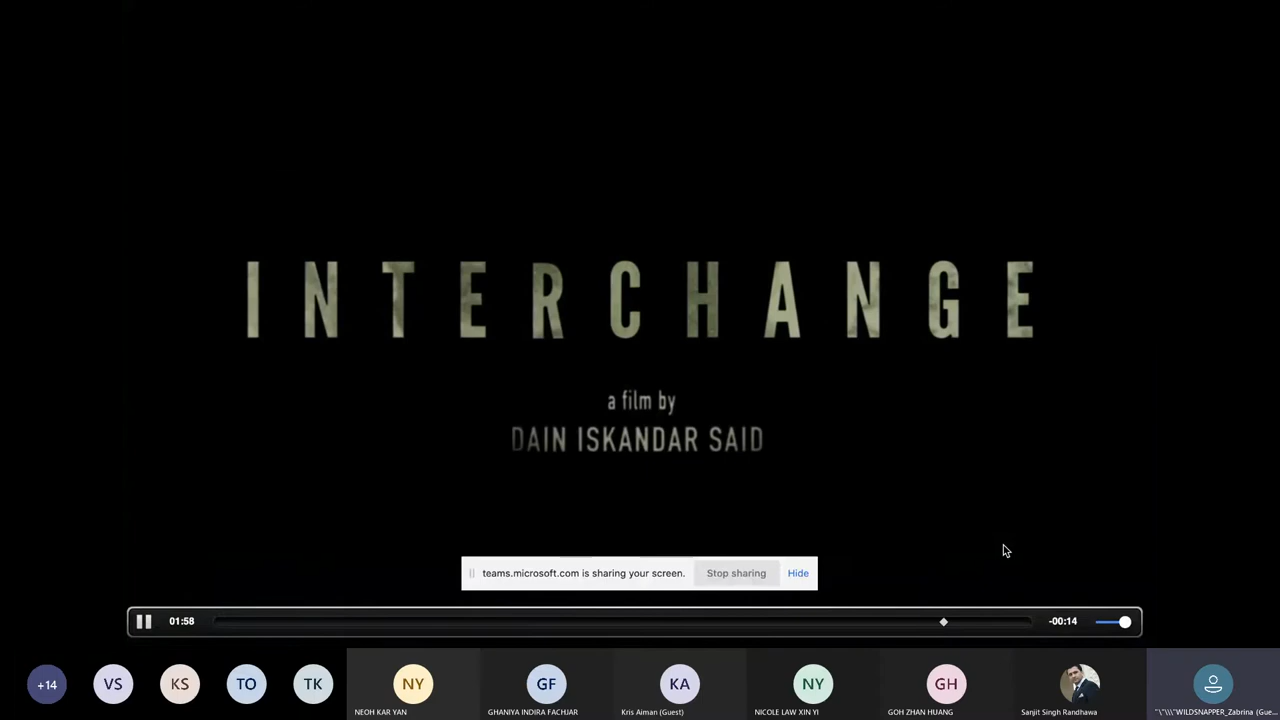 INTERCHANGE
a film by
DAIN ISKANDAR SAID
teams.microsoft.com is sharing your screen. Stop sharing Hide
01:58 -00:14
+14 VS KS TO TK NY GF KA NY GH
NEOH KAR YAN GHANIYA INDIRA FACHJAR Kris Aiman (Guest) NICOLE LAW XIN YI GOH ZHAN HUANG Sanjit Singh Randhawa "\"\\\"WILDSNAPPER_Zabrina (Gue...